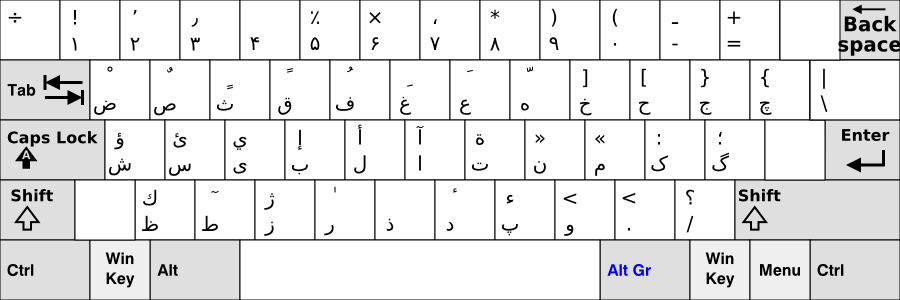 ÷ ! ٬ ٫ ٪ × ، * ) ( ـ + Back
۱ ۲ ۳ ۴ ۵ ۶ ۷ ۸ ۹ ۰ - = space
Tab ْ ٌ ٍ ً ُ ِ َ ّ ] [ } { |
ض ص ث ق ف غ ع ه خ ح ج چ \
Caps Lock ؤ ئ ي إ أ آ ة » « : ؛ Enter
A ش س ی ب ل ا ت ن م ک گ
Shift ك ٓ ژ ٰ ٔ ء < < ؟ Shift
ظ ط ز ر ذ د پ و . /
Ctrl Win Key Alt Alt Gr Win Key Menu Ctrl